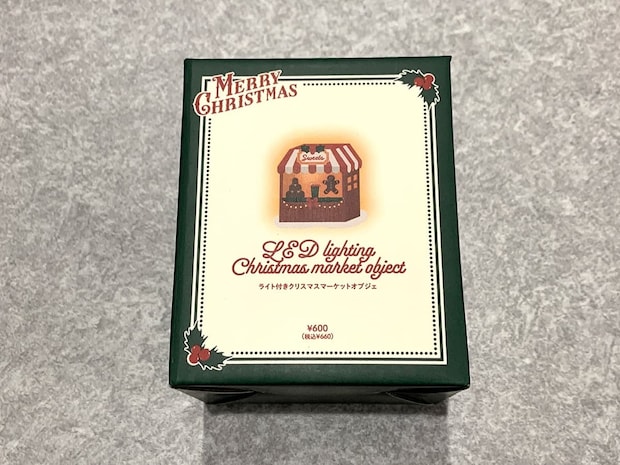 MERRY
CHRISTMAS
Sweets
LED lighting
Christmas market object
ライト付きクリスマスマーケットオブジェ
¥600
(税込¥660)